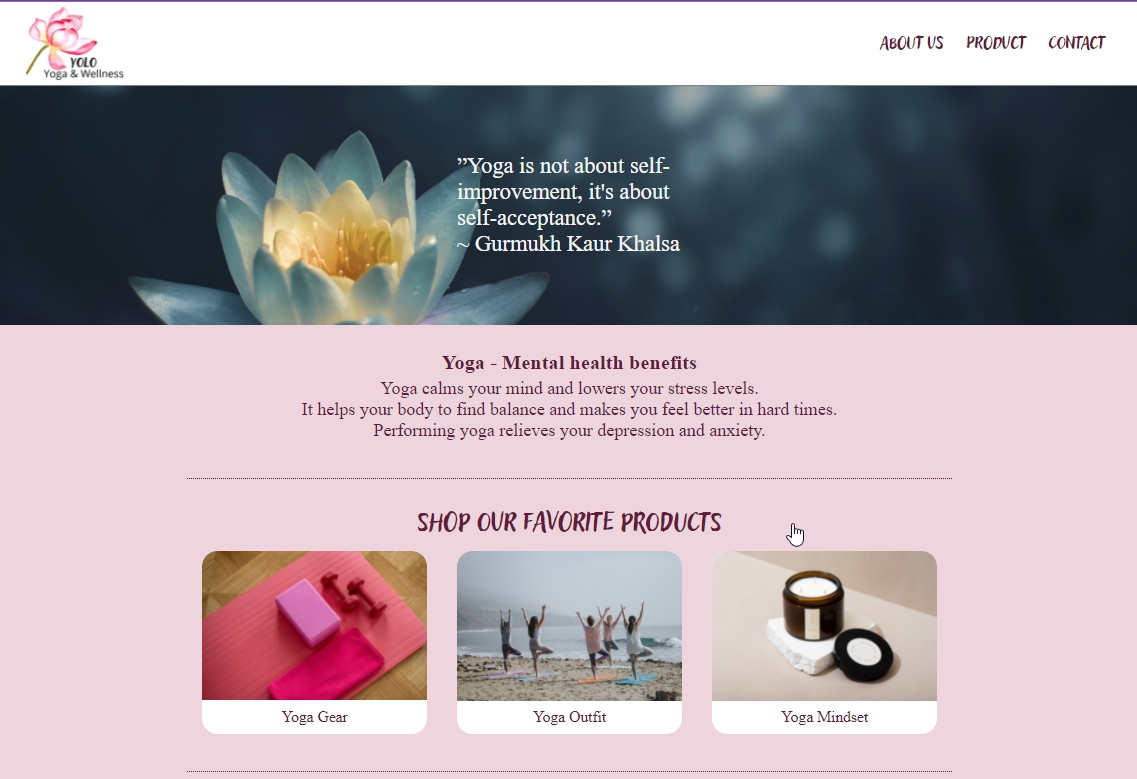 YOLO
Yoga & Wellness
ABOUT US PRODUCT CONTACT
”Yoga is not about self-
improvement, it's about
self-acceptance.”
~ Gurmukh Kaur Khalsa
Yoga - Mental health benefits
Yoga calms your mind and lowers your stress levels.
It helps your body to find balance and makes you feel better in hard times.
Performing yoga relieves your depression and anxiety.
SHOP OUR FAVORITE PRODUCTS
Yoga Gear
Yoga Outfit
Yoga Mindset